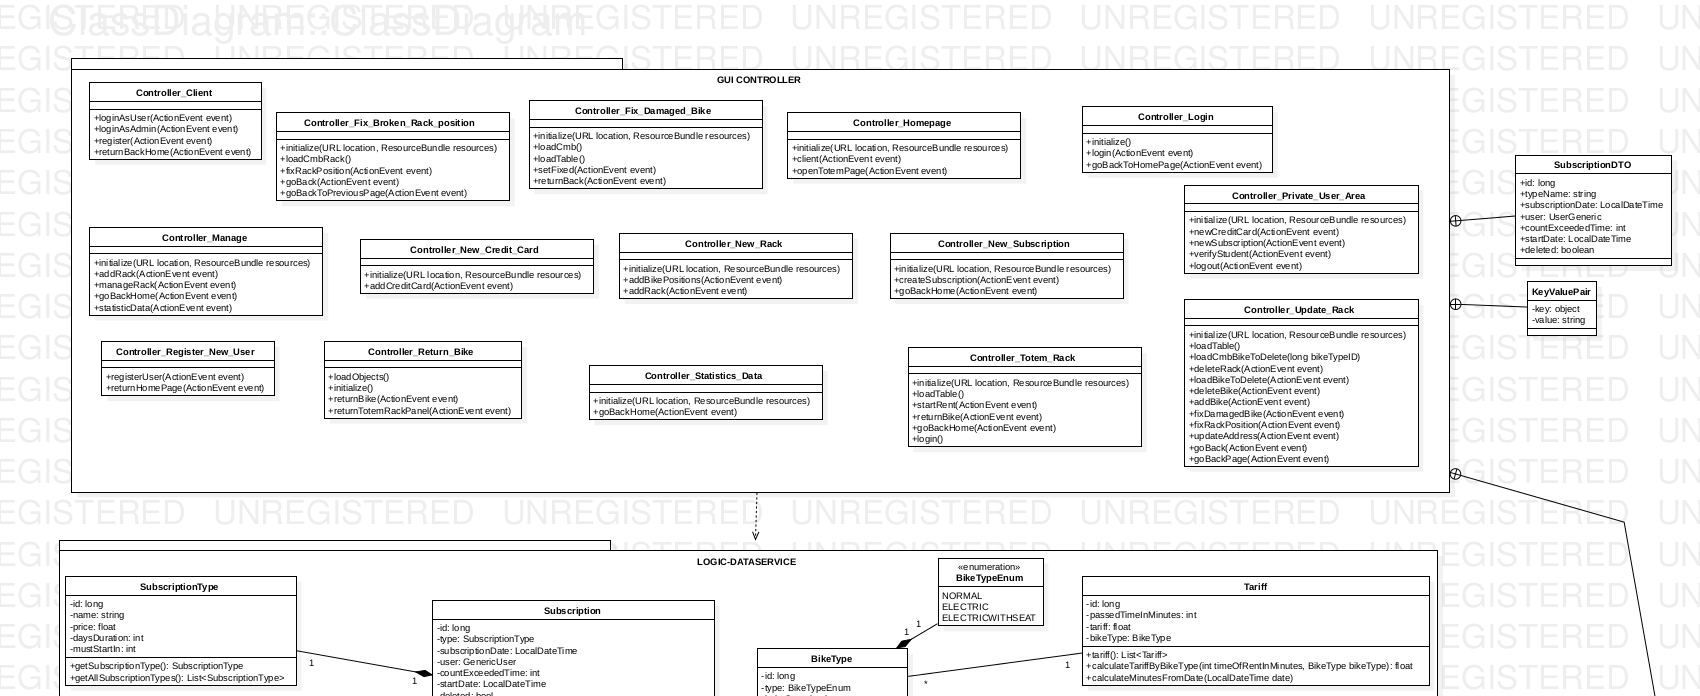 ClassDiagram::ClassDiagram
UNREGISTERED UNREGISTERED UNREGISTERED UNREGISTERED UNREGISTERED
GUI CONTROLLER
Controller_Client
+loginAsUser(ActionEvent event)
+loginAsAdmin(ActionEvent event)
+register(ActionEvent event)
+returnBackHome(ActionEvent event)
Controller_Fix_Broken_Rack_position
+initialize(URL location, ResourceBundle resources)
+loadCmbRack()
+fixRackPosition(ActionEvent event)
+goBack(ActionEvent event)
+goBackToPreviousPage(ActionEvent event)
Controller_Fix_Damaged_Bike
+initialize(URL location, ResourceBundle resources)
+loadCmb()
+loadTable()
+setFixed(ActionEvent event)
+returnBack(ActionEvent event)
Controller_Homepage
+initialize(URL location, ResourceBundle resources)
+client(ActionEvent event)
+openTotemPage(ActionEvent event)
Controller_Login
+initialize()
+login(ActionEvent event)
+goBackToHomePage(ActionEvent event)
SubscriptionDTO
+id: long
+typeName: string
+subscriptionDate: LocalDateTime
+user: UserGeneric
+countExceededTime: int
+startDate: LocalDateTime
+deleted: boolean
Controller_Private_User_Area
+initialize(URL location, ResourceBundle resources)
+newCreditCard(ActionEvent event)
+newSubscription(ActionEvent event)
+verifyStudent(ActionEvent event)
+logout(ActionEvent event)
Controller_Manage
+initialize(URL location, ResourceBundle resources)
+addRack(ActionEvent event)
+manageRack(ActionEvent event)
+goBackHome(ActionEvent event)
+statisticData(ActionEvent event)
Controller_New_Credit_Card
+initialize(URL location, ResourceBundle resources)
+addCreditCard(ActionEvent event)
Controller_New_Rack
+initialize(URL location, ResourceBundle resources)
+addBikePositions(ActionEvent event)
+addRack(ActionEvent event)
Controller_New_Subscription
+initialize(URL location, ResourceBundle resources)
+createSubscription(ActionEvent event)
+goBackHome(ActionEvent event)
KeyValuePair
-key: object
-value: string
Controller_Update_Rack
+initialize(URL location, ResourceBundle resources)
+loadTable()
+loadCmbBikeToDelete(long bikeTypeID)
+deleteRack(ActionEvent event)
+loadBikeToDelete(ActionEvent event)
+deleteBike(ActionEvent event)
+addBike(ActionEvent event)
+fixDamagedBike(ActionEvent event)
+fixRackPosition(ActionEvent event)
+updateAddress(ActionEvent event)
+goBack(ActionEvent event)
+goBackPage(ActionEvent event)
Controller_Register_New_User
+registerUser(ActionEvent event)
+returnHomePage(ActionEvent event)
Controller_Return_Bike
+loadObjects()
+initialize()
+returnBike(ActionEvent event)
+returnTotemRackPanel(ActionEvent event)
Controller_Statistics_Data
+initialize(URL location, ResourceBundle resources)
+goBackHome(ActionEvent event)
Controller_Totem_Rack
+initialize(URL location, ResourceBundle resources)
+loadTable()
+startRent(ActionEvent event)
+returnBike(ActionEvent event)
+goBackHome(ActionEvent event)
+login()
LOGIC-DATASERVICE
SubscriptionType
-id: long
-name: string
-price: float
-daysDuration: int
-mustStartIn: int
+getSubscriptionType(): SubscriptionType
+getAllSubscriptionTypes(): List<SubscriptionType>
1
1
Subscription
-id: long
-type: SubscriptionType
-subscriptionDate: LocalDateTime
-user: GenericUser
-countExceededTime: int
-startDate: LocalDateTime
-deleted: bool
«enumeration»
BikeTypeEnum
NORMAL
ELECTRIC
ELECTRICWITHSEAT
1
1
BikeType
-id: long
-type: BikeTypeEnum
*
1
Tariff
-id: long
-passedTimeInMinutes: int
-tariff: float
-bikeType: BikeType
+tariff(): List<Tariff>
+calculateTariffByBikeType(int timeOfRentInMinutes, BikeType bikeType): float
+calculateMinutesFromDate(LocalDateTime date)